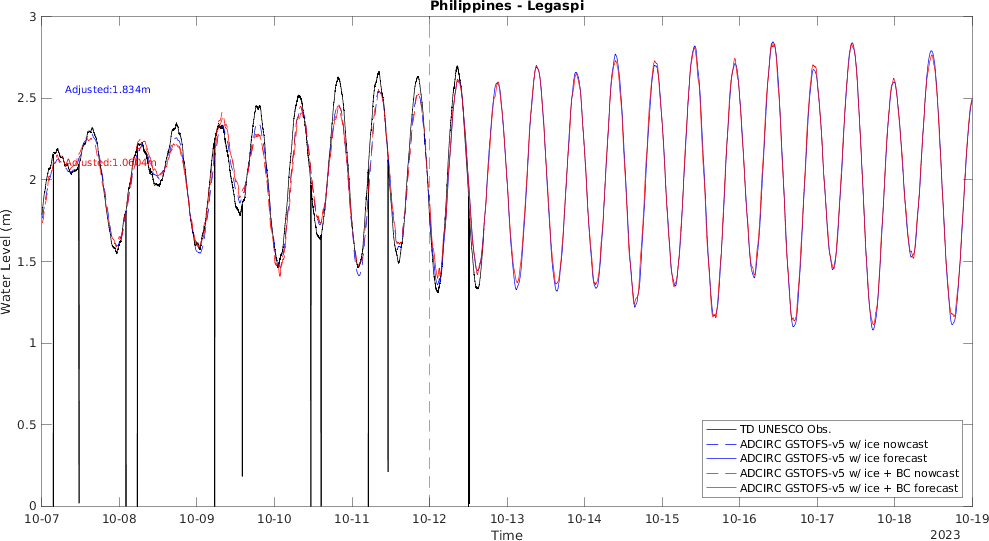 Philippines - Legaspi
Water Level (m)
3
2.5
2
1.5
1
0.5
0
Adjusted:1.834m
TD UNESCO Obs.
ADCIRC GSTOFS-v5 w/ ice nowcast
ADCIRC GSTOFS-v5 w/ ice forecast
ADCIRC GSTOFS-v5 w/ ice + BC nowcast
ADCIRC GSTOFS-v5 w/ ice + BC forecast
10-07 10-08 10-09 10-10 10-11 10-12 10-13 10-14 10-15 10-16 10-17 10-18 10-19
Time
2023